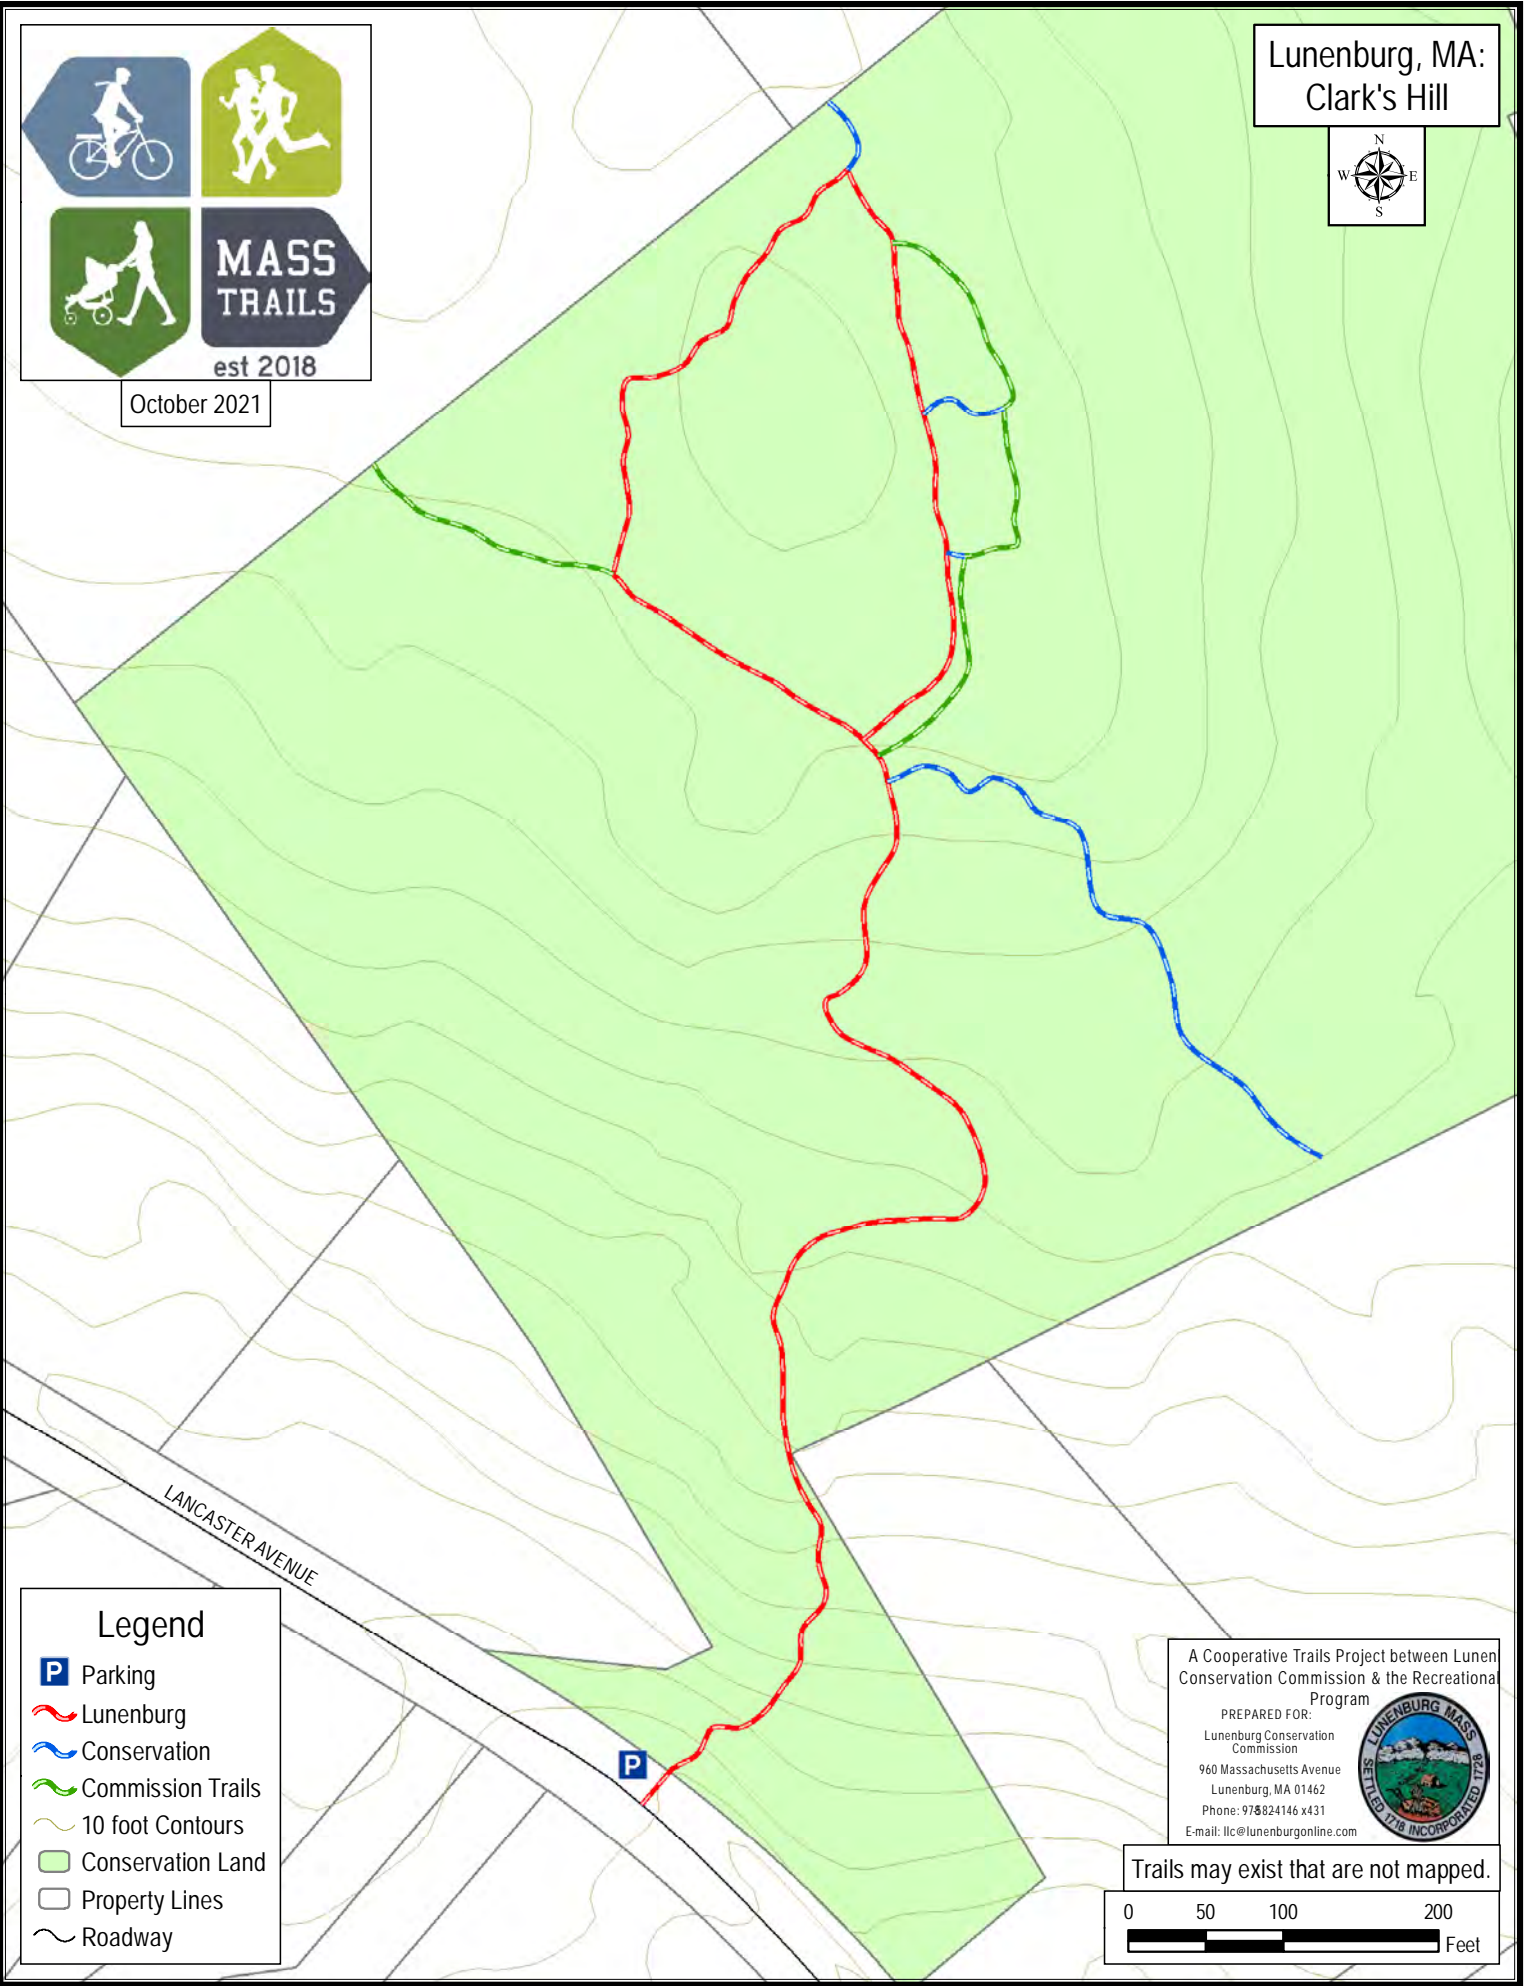 Lunenburg, MA:
Clark's Hill
N
W
E
S
MASS
TRAILS
est 2018
October 2021
LANCASTER AVENUE
P
Legend
P Parking
Lunenburg
Conservation
Commission Trails
10 foot Contours
Conservation Land
Property Lines
Roadway
A Cooperative Trails Project between Lunen
Conservation Commission & the Recreational
Program
PREPARED FOR:
Lunenburg Conservation
Commission
960 Massachusetts Avenue
Lunenburg, MA 01462
Phone: 824146 x431
E-mail: llc@lunenburgonline.com
LUNENBURG MASS
SETTLED 1718 INCORPORATED 1728
Trails may exist that are not mapped.
0 50 100 200
Feet